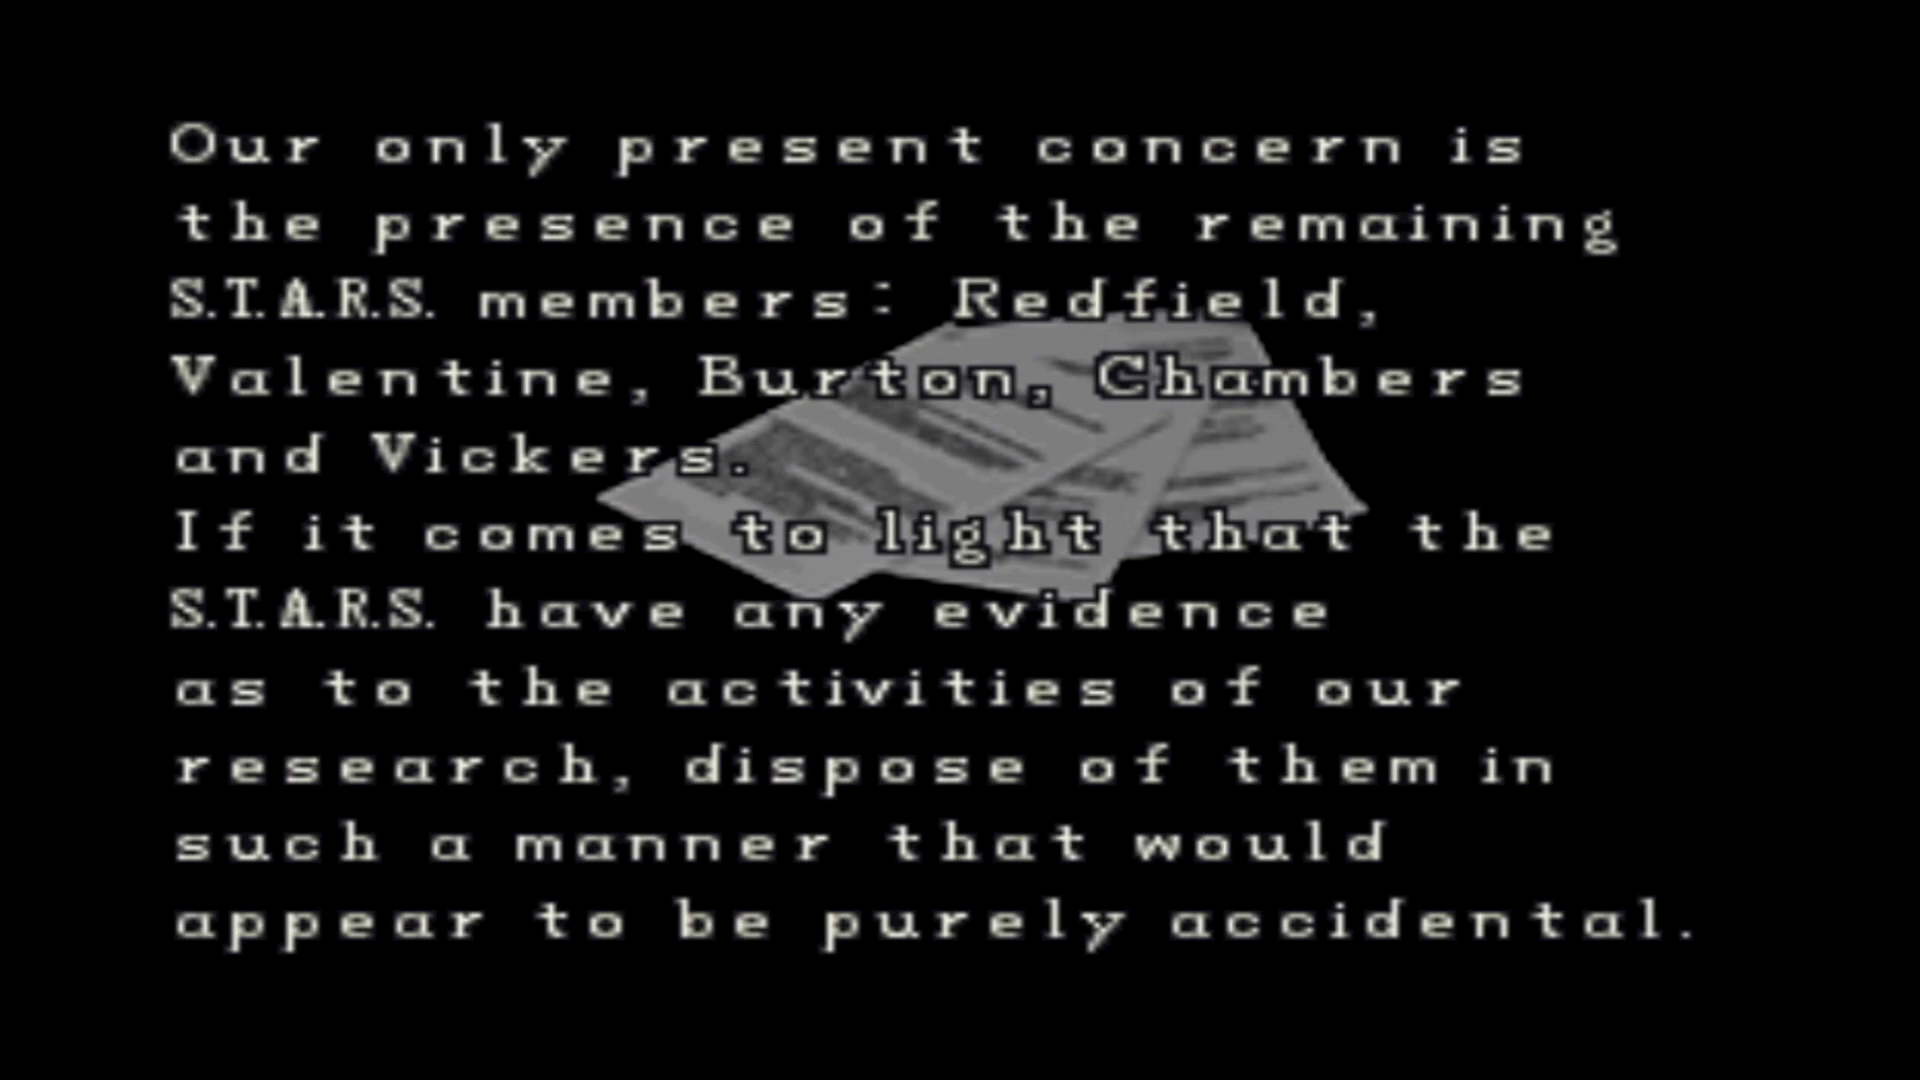 Our only present concern is
the presence of the remaining
S.T.A.R.S. members: Redfield,
Valentine, Burton, Chambers
and Vickers.
If it comes to light that the
S.T.A.R.S. have any evidence
as to the activities of our
research, dispose of them in
such a manner that would
appear to be purely accidental.